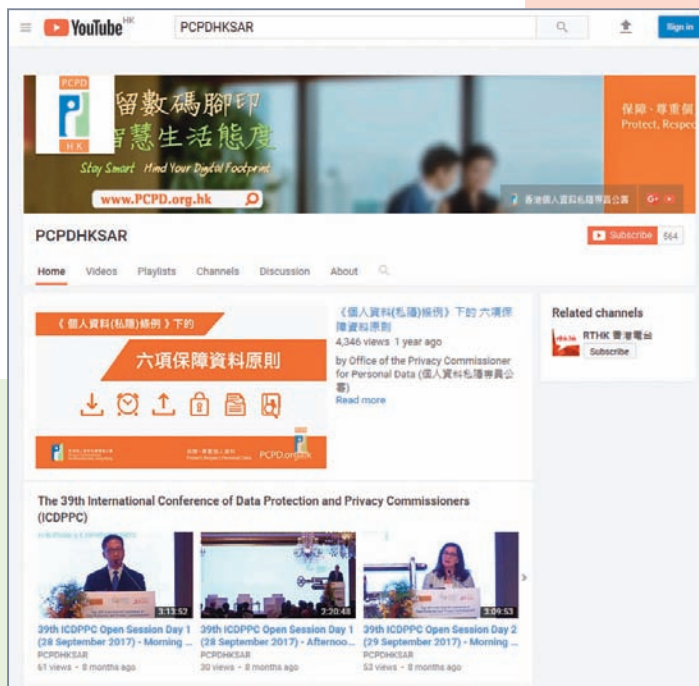 YouTube HK
PCPDHKSAR
Sign in
PCPD
HK
留數碼腳印
智慧生活態度
Stay Smart Mind Your Digital Footprint
www.PCPD.org.hk
保障、尊重個
Protect, Respec
香港個人資料私隱專員公署
G+
PCPDHKSAR
Subscribe 564
Home Videos Playlists Channels Discussion About
《個人資料(私隱)條例》下的
六項保障資料原則
PCPD.org.hk
《個人資料(私隱)條例》下的 六項保
障資料原則
4,346 views 1 year ago
by Office of the Privacy Commissioner
for Personal Data (個人資料私隱專員公
署)
Read more
Related channels
RTHK 香港電台
Subscribe
The 39th International Conference of Data Protection and Privacy Commissioners
(ICDPPC)
3:13:52
39th ICDPPC Open Session Day 1
(28 September 2017) - Morning ...
PCPDHKSAR
61 views • 8 months ago
2:20:48
39th ICDPPC Open Session Day 1
(28 September 2017) - Afternoo...
PCPDHKSAR
30 views • 8 months ago
3:09:53
39th ICDPPC Open Session Day 2
(29 September 2017) - Morning ...
PCPDHKSAR
53 views • 8 months ago